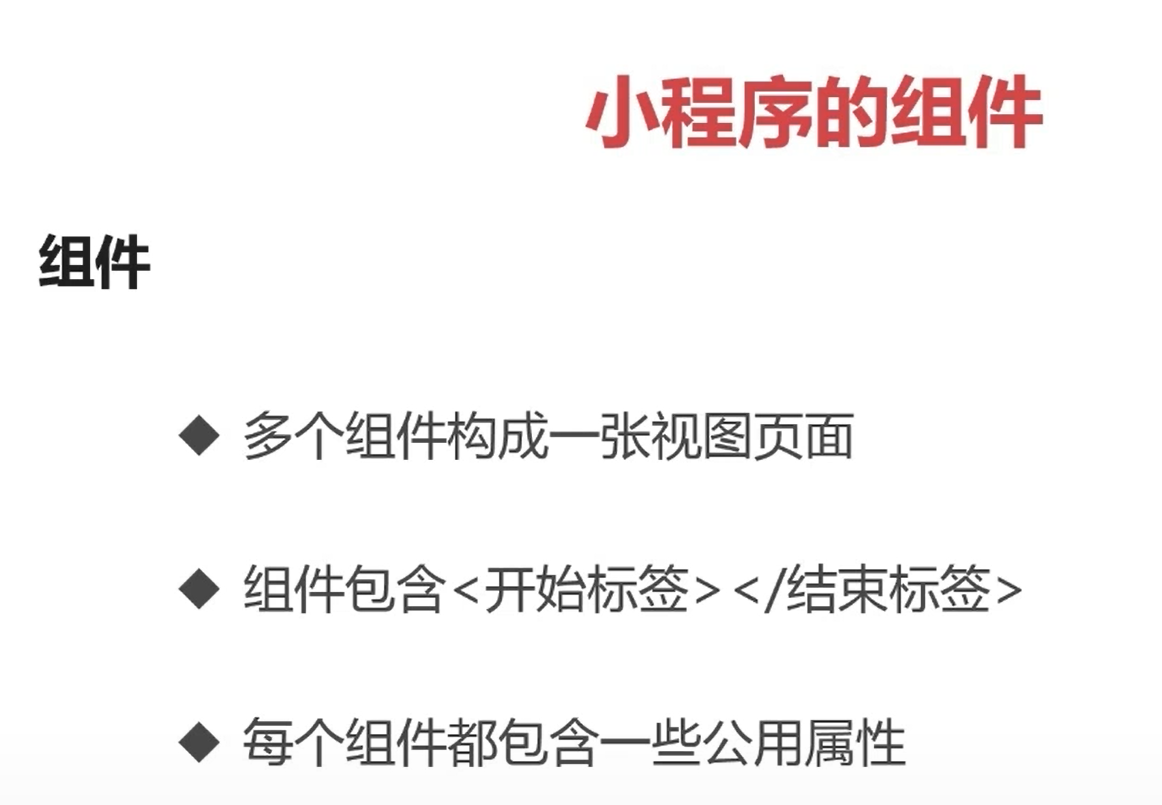 小程序的组件
组件
◆ 多个组件构成一张视图页面
◆ 组件包含<开始标签></结束标签>
◆ 每个组件都包含一些公用属性